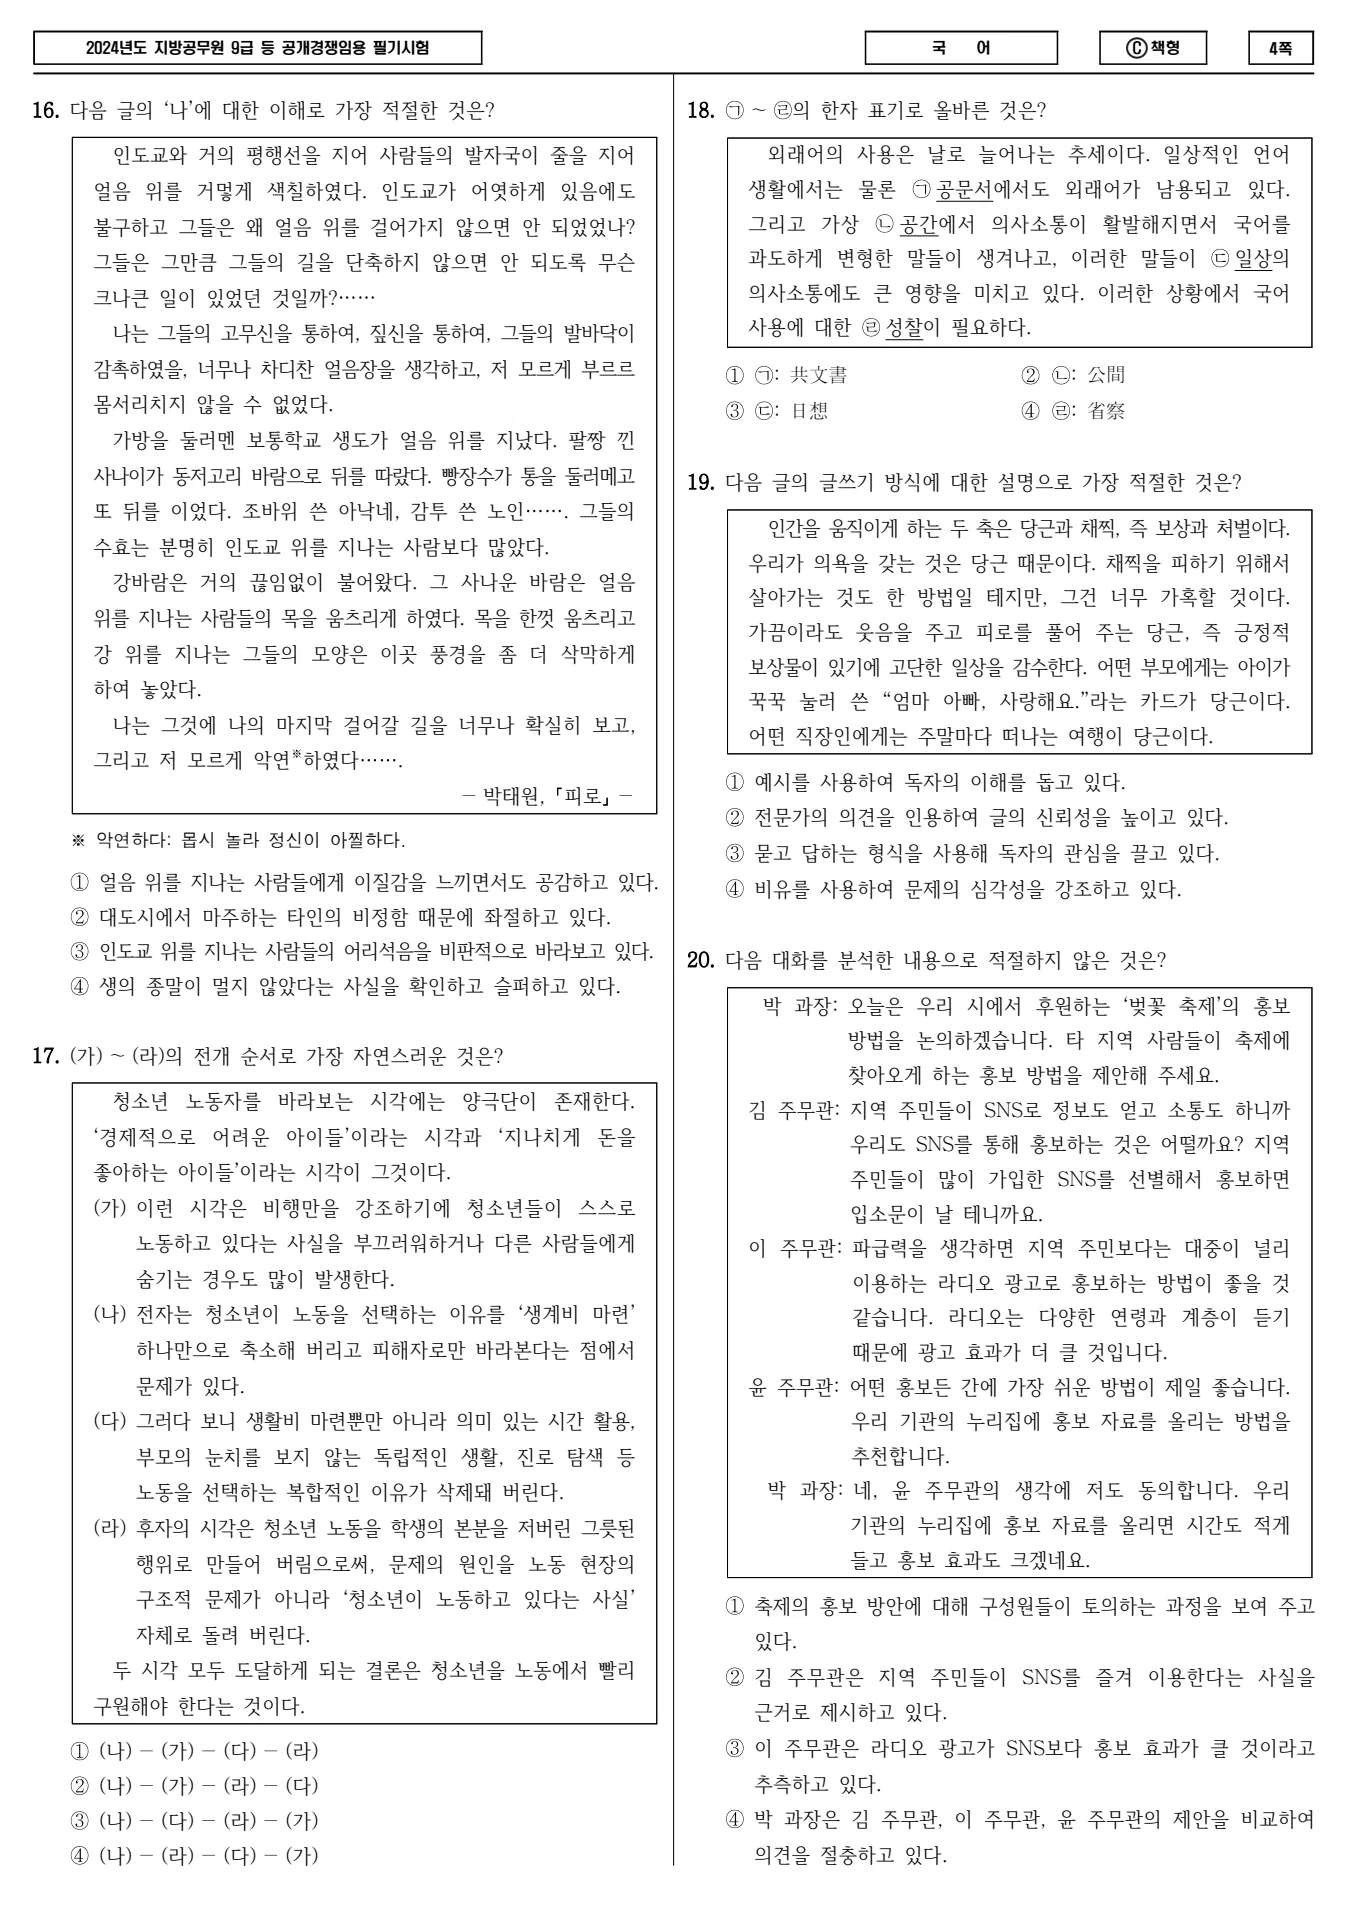 2024년도 지방공무원 9급 등 공개경쟁임용 필기시험
국 어
Ⓒ책형
4쪽
16. 다음 글의 ‘나’에 대한 이해로 가장 적절한 것은?
인도교와 거의 평행선을 지어 사람들의 발자국이 줄을 지어
얼음 위를 거멓게 색칠하였다. 인도교가 어엿하게 있음에도
불구하고 그들은 왜 얼음 위를 걸어가지 않으면 안 되었었나?
그들은 그만큼 그들의 길을 단축하지 않으면 안 되도록 무슨
크나큰 일이 있었던 것일까?……
나는 그들의 고무신을 통하여, 짚신을 통하여, 그들의 발바닥이
감촉하였을, 너무나 차디찬 얼음장을 생각하고, 저 모르게 부르르
몸서리치지 않을 수 없었다.
가방을 둘러멘 보통학교 생도가 얼음 위를 지났다. 팔짱 낀
사나이가 동저고리 바람으로 뒤를 따랐다. 빵장수가 통을 둘러메고
또 뒤를 이었다. 조바위 쓴 아낙네, 감투 쓴 노인……. 그들의
수효는 분명히 인도교 위를 지나는 사람보다 많았다.
강바람은 거의 끊임없이 불어왔다. 그 사나운 바람은 얼음
위를 지나는 사람들의 목을 움츠리게 하였다. 목을 한껏 움츠리고
강 위를 지나는 그들의 모양은 이곳 풍경을 좀 더 삭막하게
하여 놓았다.
나는 그것에 나의 마지막 걸어갈 길을 너무나 확실히 보고,
그리고 저 모르게 악연※하였다…….
– 박태원, 「피로」 –
※ 악연하다: 몹시 놀라 정신이 아찔하다.
① 얼음 위를 지나는 사람들에게 이질감을 느끼면서도 공감하고 있다.
② 대도시에서 마주하는 타인의 비정함 때문에 좌절하고 있다.
③ 인도교 위를 지나는 사람들의 어리석음을 비판적으로 바라보고 있다.
④ 생의 종말이 멀지 않았다는 사실을 확인하고 슬퍼하고 있다.
17. (가) ~ (라)의 전개 순서로 가장 자연스러운 것은?
청소년 노동자를 바라보는 시각에는 양극단이 존재한다.
‘경제적으로 어려운 아이들’이라는 시각과 ‘지나치게 돈을
좋아하는 아이들’이라는 시각이 그것이다.
(가) 이런 시각은 비행만을 강조하기에 청소년들이 스스로
노동하고 있다는 사실을 부끄러워하거나 다른 사람들에게
숨기는 경우도 많이 발생한다.
(나) 전자는 청소년이 노동을 선택하는 이유를 ‘생계비 마련’
하나만으로 축소해 버리고 피해자로만 바라본다는 점에서
문제가 있다.
(다) 그러다 보니 생활비 마련뿐만 아니라 의미 있는 시간 활용,
부모의 눈치를 보지 않는 독립적인 생활, 진로 탐색 등
노동을 선택하는 복합적인 이유가 삭제돼 버린다.
(라) 후자의 시각은 청소년 노동을 학생의 본분을 저버린 그릇된
행위로 만들어 버림으로써, 문제의 원인을 노동 현장의
구조적 문제가 아니라 ‘청소년이 노동하고 있다는 사실’
자체로 돌려 버린다.
두 시각 모두 도달하게 되는 결론은 청소년을 노동에서 빨리
구원해야 한다는 것이다.
① (나) – (가) – (다) – (라)
② (나) – (가) – (라) – (다)
③ (나) – (다) – (라) – (가)
④ (나) – (라) – (다) – (가)
18. ㉠ ~ ㉣의 한자 표기로 올바른 것은?
외래어의 사용은 날로 늘어나는 추세이다. 일상적인 언어
생활에서는 물론 ㉠ 공문서에서도 외래어가 남용되고 있다.
그리고 가상 ㉡ 공간에서 의사소통이 활발해지면서 국어를
과도하게 변형한 말들이 생겨나고, 이러한 말들이 ㉢ 일상의
의사소통에도 큰 영향을 미치고 있다. 이러한 상황에서 국어
사용에 대한 ㉣ 성찰이 필요하다.
① ㉠: 共文書 ② ㉡: 公間
③ ㉢: 日想 ④ ㉣: 省察
19. 다음 글의 글쓰기 방식에 대한 설명으로 가장 적절한 것은?
인간을 움직이게 하는 두 축은 당근과 채찍, 즉 보상과 처벌이다.
우리가 의욕을 갖는 것은 당근 때문이다. 채찍을 피하기 위해서
살아가는 것도 한 방법일 테지만, 그건 너무 가혹할 것이다.
가끔이라도 웃음을 주고 피로를 풀어 주는 당근, 즉 긍정적
보상물이 있기에 고단한 일상을 감수한다. 어떤 부모에게는 아이가
꾹꾹 눌러 쓴 “엄마 아빠, 사랑해요.”라는 카드가 당근이다.
어떤 직장인에게는 주말마다 떠나는 여행이 당근이다.
① 예시를 사용하여 독자의 이해를 돕고 있다.
② 전문가의 의견을 인용하여 글의 신뢰성을 높이고 있다.
③ 묻고 답하는 형식을 사용해 독자의 관심을 끌고 있다.
④ 비유를 사용하여 문제의 심각성을 강조하고 있다.
20. 다음 대화를 분석한 내용으로 적절하지 않은 것은?
박 과장: 오늘은 우리 시에서 후원하는 ‘벚꽃 축제’의 홍보
방법을 논의하겠습니다. 타 지역 사람들이 축제에
찾아오게 하는 홍보 방법을 제안해 주세요.
김 주무관: 지역 주민들이 SNS로 정보도 얻고 소통도 하니까
우리도 SNS를 통해 홍보하는 것은 어떨까요? 지역
주민들이 많이 가입한 SNS를 선별해서 홍보하면
입소문이 날 테니까요.
이 주무관: 파급력을 생각하면 지역 주민보다는 대중이 널리
이용하는 라디오 광고로 홍보하는 방법이 좋을 것
같습니다. 라디오는 다양한 연령과 계층이 듣기
때문에 광고 효과가 더 클 것입니다.
윤 주무관: 어떤 홍보든 간에 가장 쉬운 방법이 제일 좋습니다.
우리 기관의 누리집에 홍보 자료를 올리는 방법을
추천합니다.
박 과장: 네, 윤 주무관의 생각에 저도 동의합니다. 우리
기관의 누리집에 홍보 자료를 올리면 시간도 적게
들고 홍보 효과도 크겠네요.
① 축제의 홍보 방안에 대해 구성원들이 토의하는 과정을 보여 주고
있다.
② 김 주무관은 지역 주민들이 SNS를 즐겨 이용한다는 사실을
근거로 제시하고 있다.
③ 이 주무관은 라디오 광고가 SNS보다 홍보 효과가 클 것이라고
추측하고 있다.
④ 박 과장은 김 주무관, 이 주무관, 윤 주무관의 제안을 비교하여
의견을 절충하고 있다.